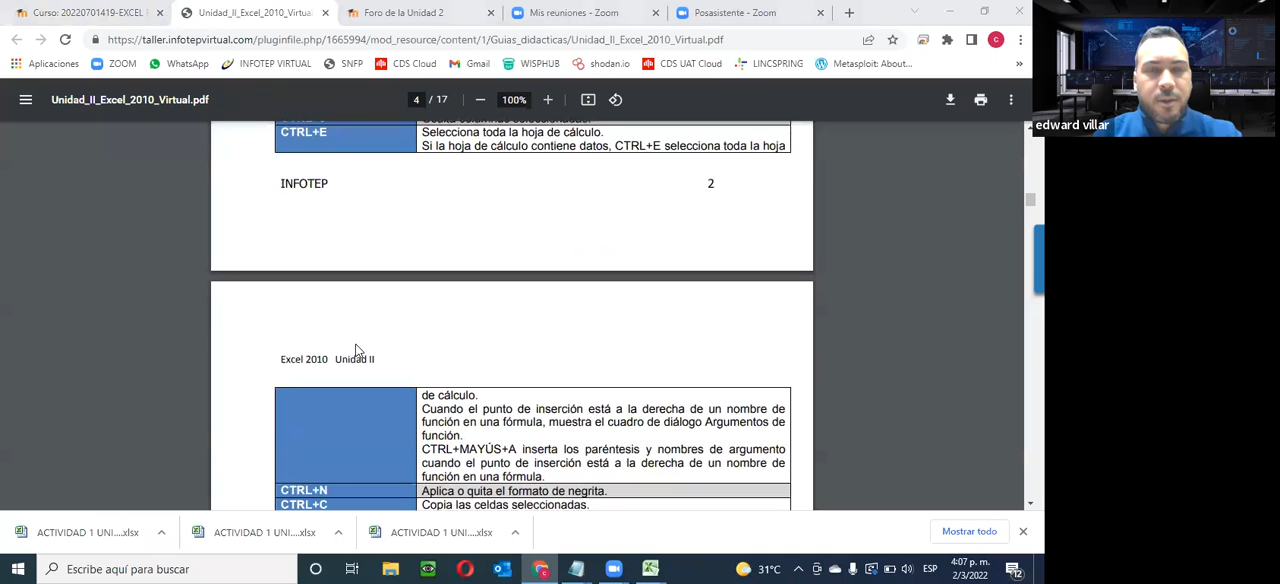 Curso: 20220701419-EXCEL
Unidad_II_Excel_2010_Virtual
Foro de la Unidad 2
Mis reuniones - Zoom
Posasistente - Zoom
https://taller.infotepvirtual.com/pluginfile.php/1665994/mod_resource/content/1/Guias_didacticas/Unidad_II_Excel_2010_Virtual.pdf
Aplicaciones
ZOOM
WhatsApp
INFOTEP VIRTUAL
SNFP
CDS Cloud
Gmail
WISPHUB
shodan.io
CDS UAT Cloud
LINCSPRING
Metasploit: About...
»
Unidad_II_Excel_2010_Virtual.pdf
4 / 17
100%
edward villar
CTRL+E Selecciona toda la hoja de cálculo.
Si la hoja de cálculo contiene datos, CTRL+E selecciona toda la hoja
INFOTEP 2
Excel 2010 Unidad II
de cálculo.
Cuando el punto de inserción está a la derecha de un nombre de
función en una fórmula, muestra el cuadro de diálogo Argumentos de
función.
CTRL+MAYÚS+A inserta los paréntesis y nombres de argumento
cuando el punto de inserción está a la derecha de un nombre de
función en una fórmula.
CTRL+N Aplica o quita el formato de negrita.
CTRL+C Copia las celdas seleccionadas.
ACTIVIDAD 1 UNI....xlsx
ACTIVIDAD 1 UNI....xlsx
ACTIVIDAD 1 UNI....xlsx
Mostrar todo
Escribe aquí para buscar
31°C
ESP
4:07 p. m.
2/3/2022
12